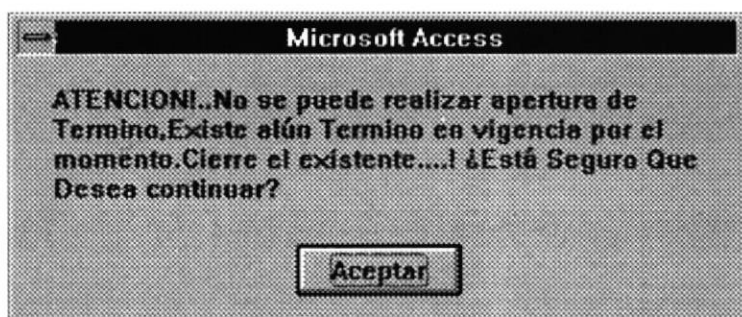 Microsoft Access
ATENCION!..No se puede realizar apertura de
Termino,Existe alún Termino en vigencia por el
momento.Cierre el existente....! ¿Está Seguro Que
Desea continuar?
Aceptar